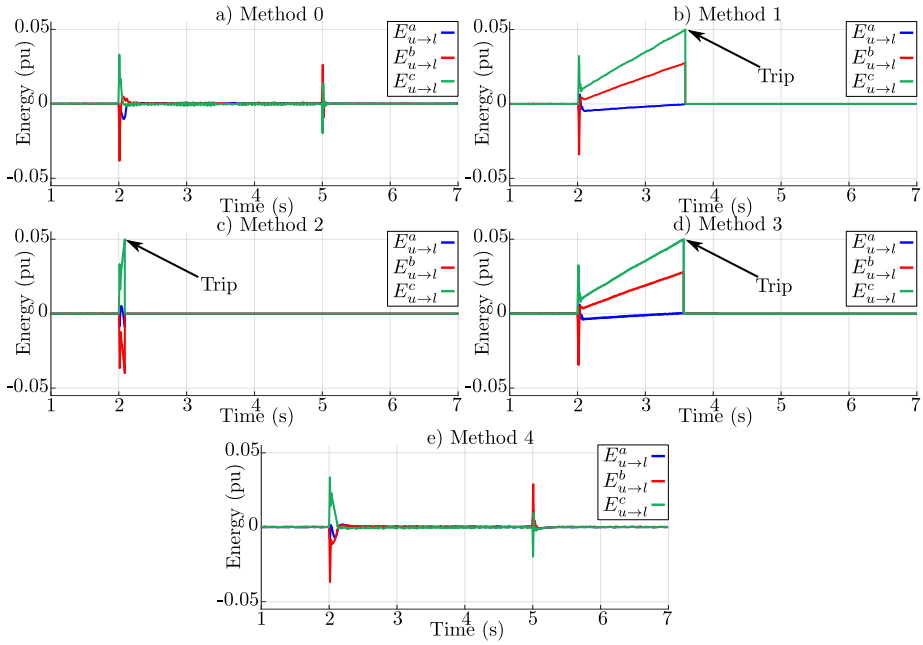 a) Method 0
Energy (pu)
0.05
0
-0.05
1 2 3 4 5 6 7
Time (s)
E^a_{u→l}
E^b_{u→l}
E^c_{u→l}
b) Method 1
Energy (pu)
0.05
0
-0.05
1 2 3 4 5 6 7
Time (s)
Trip
E^a_{u→l}
E^b_{u→l}
E^c_{u→l}
c) Method 2
Energy (pu)
0.05
0
-0.05
1 2 3 4 5 6 7
Time (s)
Trip
E^a_{u→l}
E^b_{u→l}
E^c_{u→l}
d) Method 3
Energy (pu)
0.05
0
-0.05
1 2 3 4 5 6 7
Time (s)
Trip
E^a_{u→l}
E^b_{u→l}
E^c_{u→l}
e) Method 4
Energy (pu)
0.05
0
-0.05
1 2 3 4 5 6 7
Time (s)
E^a_{u→l}
E^b_{u→l}
E^c_{u→l}